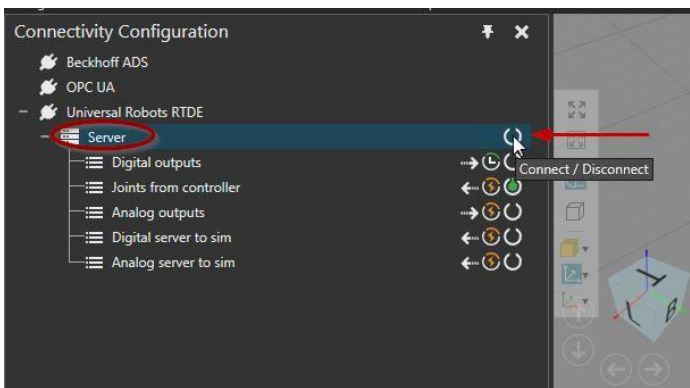 Connectivity Configuration
Beckhoff ADS
OPC UA
Universal Robots RTDE
Server
Digital outputs
Connect / Disconnect
Joints from controller
Analog outputs
Digital server to sim
Analog server to sim
L
B